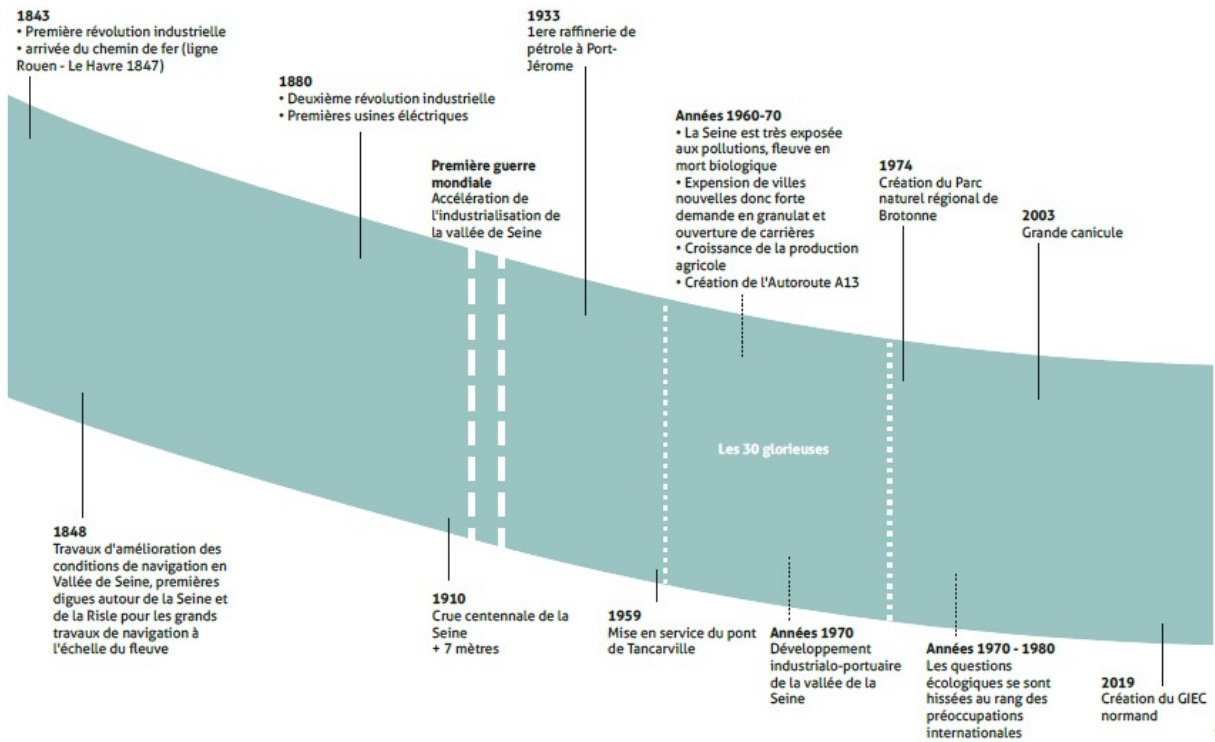 1843
• Première révolution industrielle
• arrivée du chemin de fer (ligne
Rouen - Le Havre 1847)
1880
• Deuxième révolution industrielle
• Premières usines éléctriques
Première guerre
mondiale
Accélération de
l'industrialisation de
la vallée de Seine
1933
1ere raffinerie de
pétrole à Port-
Jérome
Années 1960-70
• La Seine est très exposée
aux pollutions, fleuve en
mort biologique
• Expension de villes
nouvelles donc forte
demande en granulat et
ouverture de carrières
• Croissance de la production
agricole
• Création de l'Autoroute A13
1974
Création du Parc
naturel régional de
Brotonne
2003
Grande canicule
Les 30 glorieuses
1848
Travaux d'amélioration des
conditions de navigation en
Vallée de Seine, premières
digues autour de la Seine et
de la Risle pour les grands
travaux de navigation à
l'échelle du fleuve
1910
Crue centennale de la
Seine
+ 7 mètres
1959
Mise en service du pont
de Tancarville
Années 1970
Développement
industrialo-portuaire
de la vallée de la
Seine
Années 1970 - 1980
Les questions
écologiques se sont
hissées au rang des
préoccupations
internationales
2019
Création du GIEC
normand